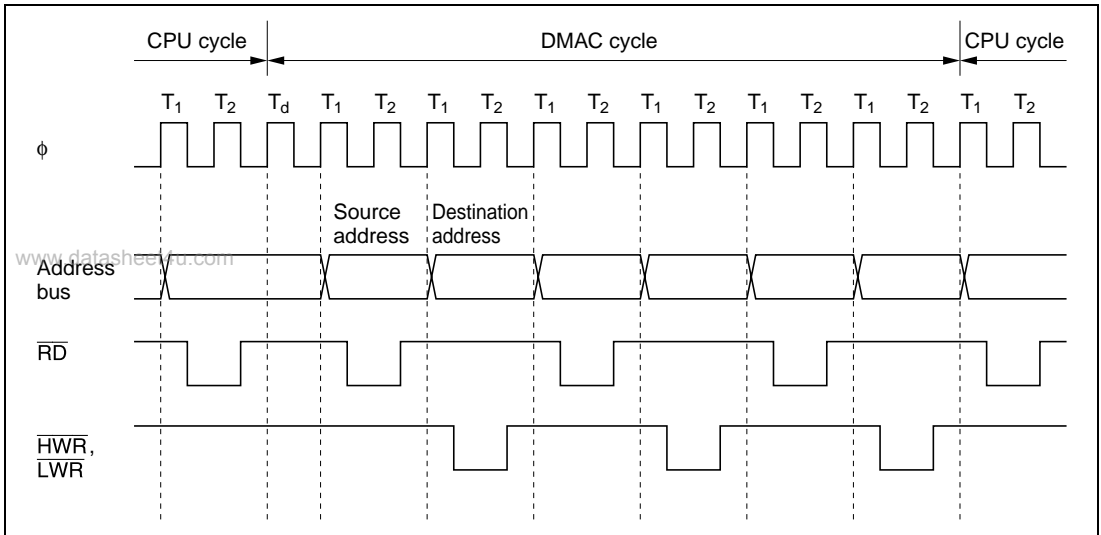 CPU cycle DMAC cycle CPU cycle
T1 T2 Td T1 T2 T1 T2 T1 T2 T1 T2 T1 T2 T1 T2 T1 T2
ϕ
Source address
Destination address
www.datasheet4u.com
Address bus
RD
HWR,
LWR